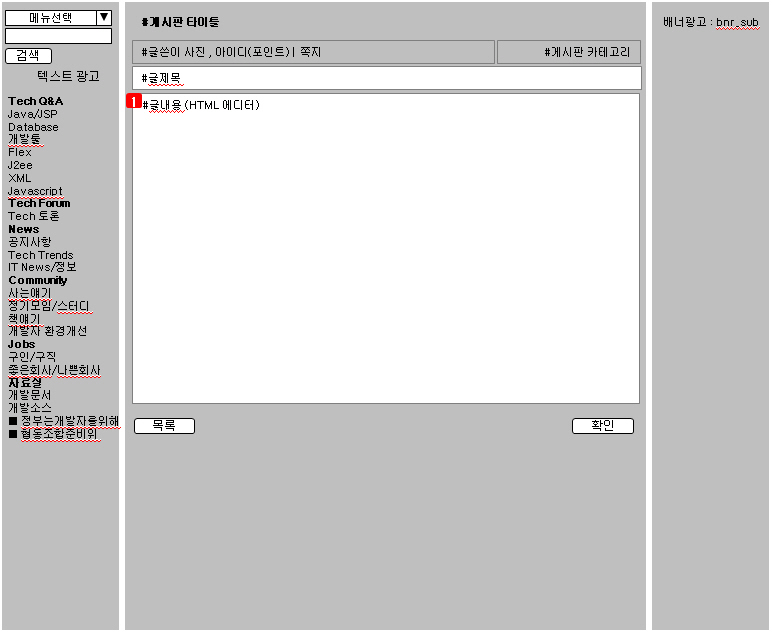 메뉴선택
검색
텍스트 광고
Tech Q&A
Java/JSP
Database
개발툴
Flex
J2ee
XML
Javascript
Tech Forum
Tech 토론
News
공지사항
Tech Trends
IT News/정보
Community
사는얘기
정기모임/스터디
책얘기
개발자 환경개선
Jobs
구인/구직
좋은회사/나쁜회사
자료실
개발문서
개발소스
■ 정부는개발자를위해
■ 협동조합준비위
#게시판 타이틀
#글쓴이 사진 , 아이디(포인트) | 쪽지
#게시판 카테고리
#글제목
1
#글내용 (HTML 에디터)
목록
확인
배너광고 : bnr_sub